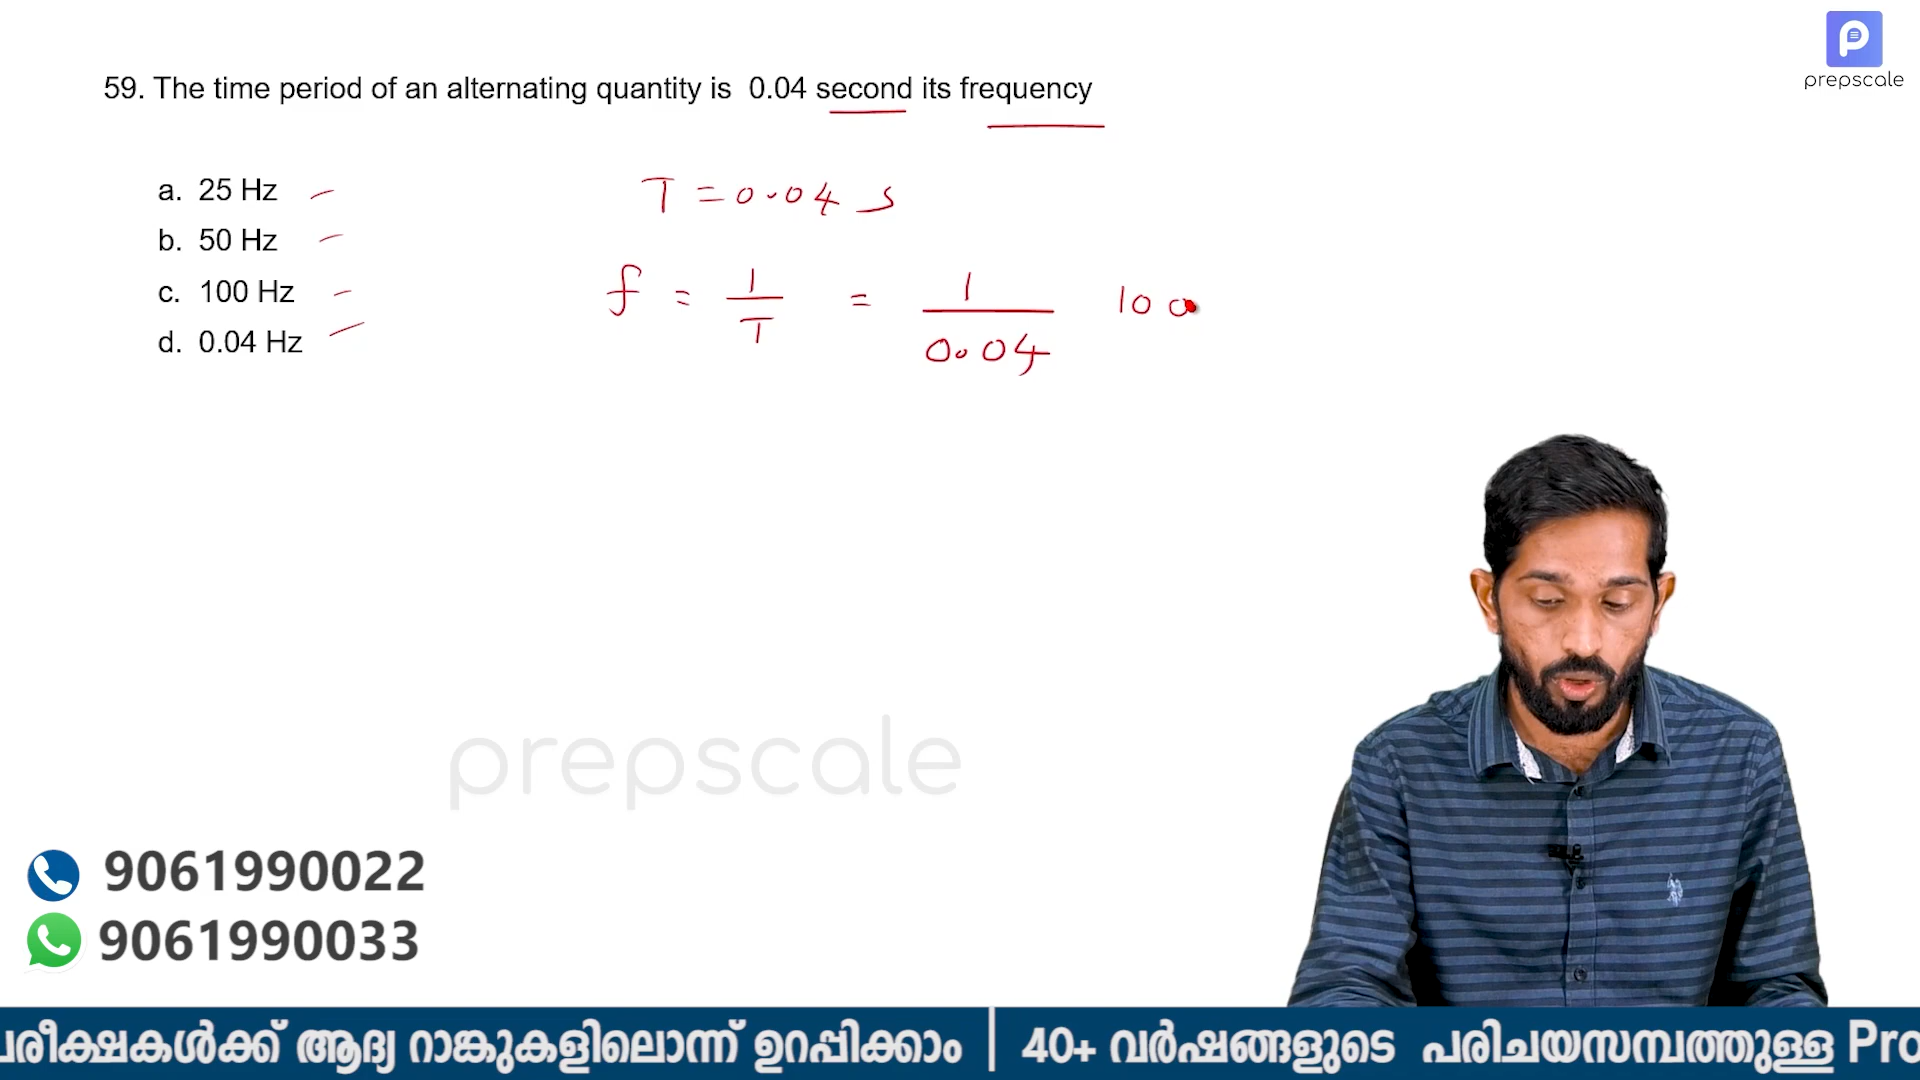 prepscale
59. The time period of an alternating quantity is 0.04 second its frequency
a. 25 Hz
b. 50 Hz
c. 100 Hz
d. 0.04 Hz
T = 0.04 s
f = 1/T = 1/0.04 100
prepscale
9061990022
9061990033
പരീക്ഷകൾക്ക് ആദ്യ റാങ്കുകളിലൊന്ന് ഉറപ്പിക്കാം | 40+ വർഷങ്ങളുടെ പരിചയസമ്പത്തുള്ള Pro